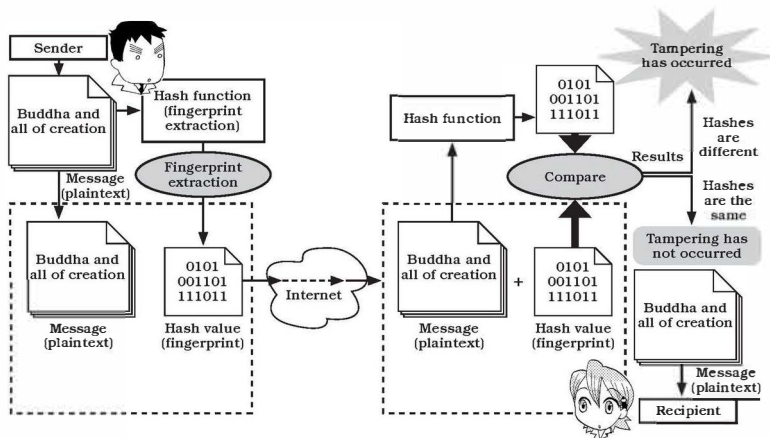 Sender
Buddha and
all of creation
Hash function
(fingerprint
extraction)
Message
(plaintext)
Fingerprint
extraction
Buddha and
all of creation
Message
(plaintext)
0101
001101
111011
Hash value
(fingerprint)
Internet
Hash function
0101
001101
111011
Compare
Buddha and
all of creation
Message
(plaintext)
+
0101
001101
111011
Hash value
(fingerprint)
Results
Tampering
has occurred
Hashes
are
different
Hashes
are the
same
Tampering has
not occurred
Buddha and
all of creation
Message
(plaintext)
Recipient